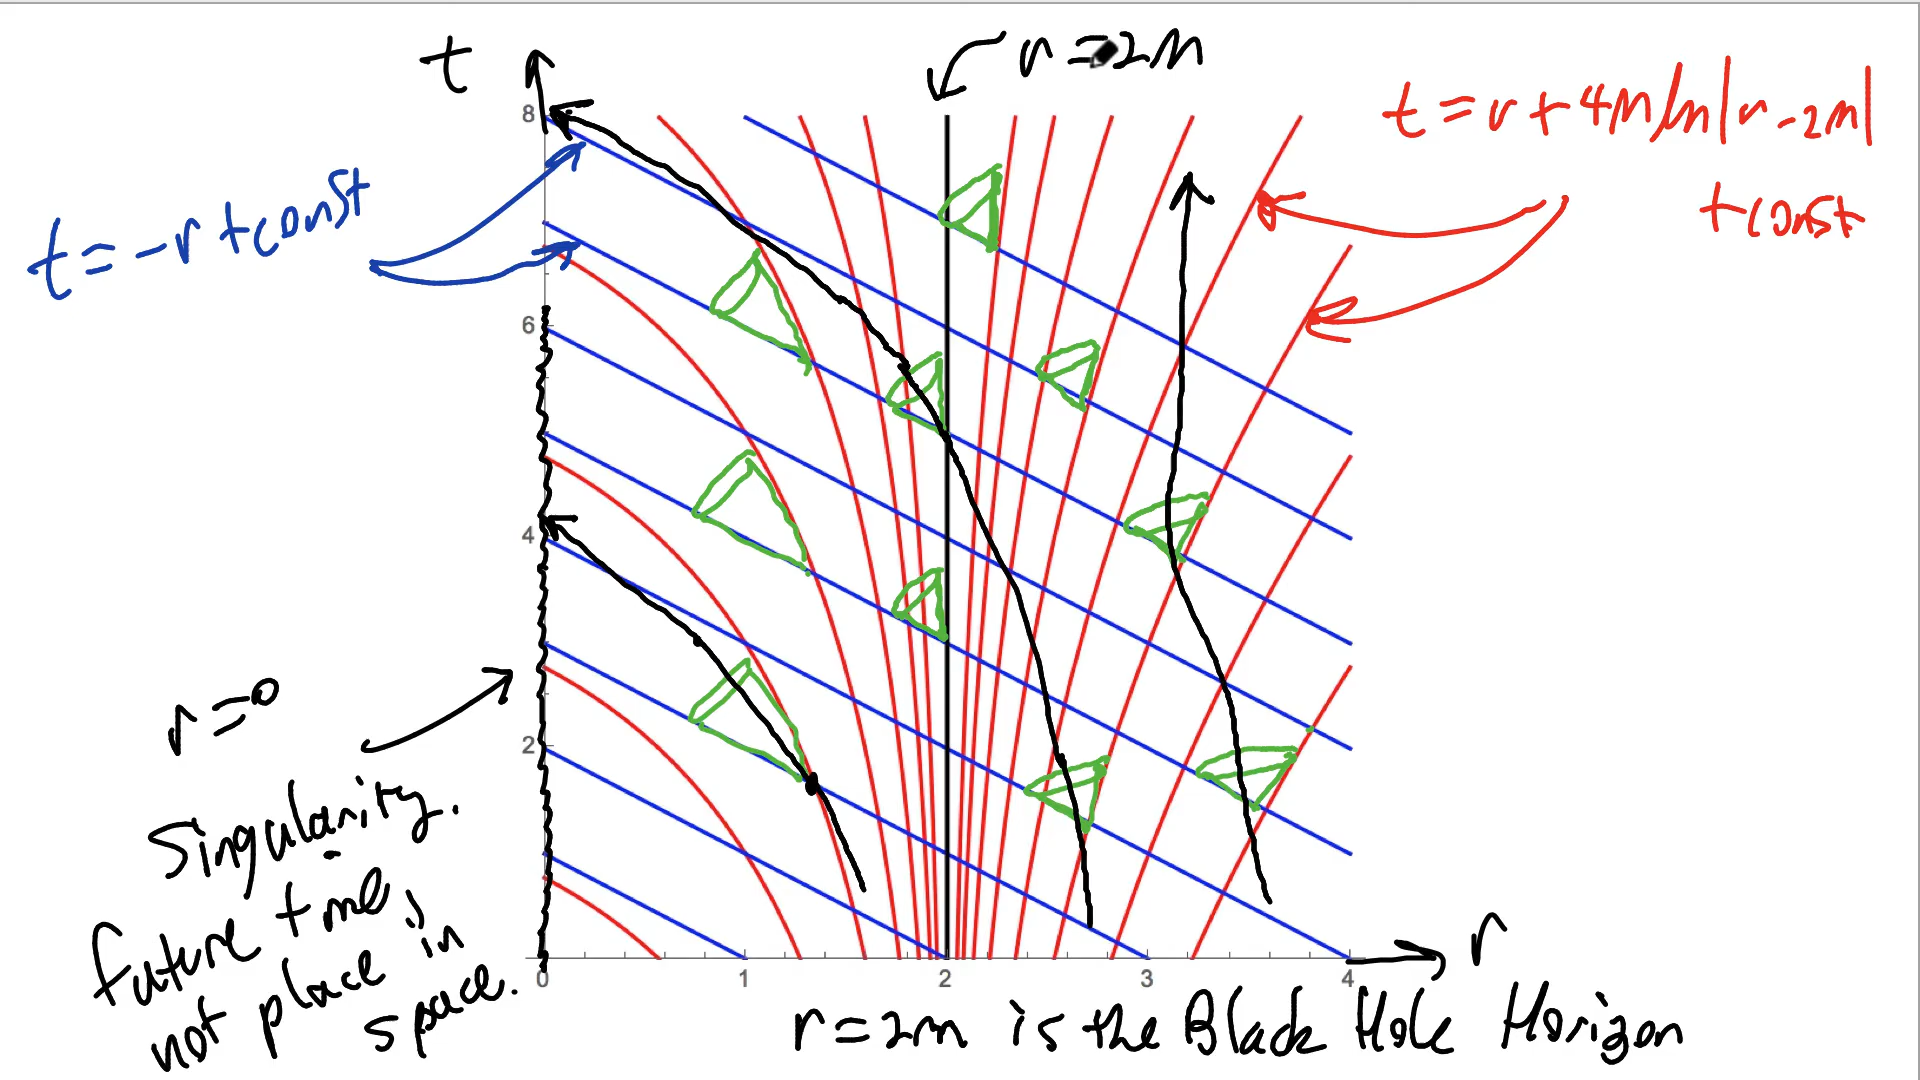 t
r=2m
t=r+4m ln|r-2m|
+const
t=-r+const
8
6
4
2
0
1
2
3
4
r
r=0
Singularity.
future time,
not place in
space.
r=2m is the Black Hole Horizon